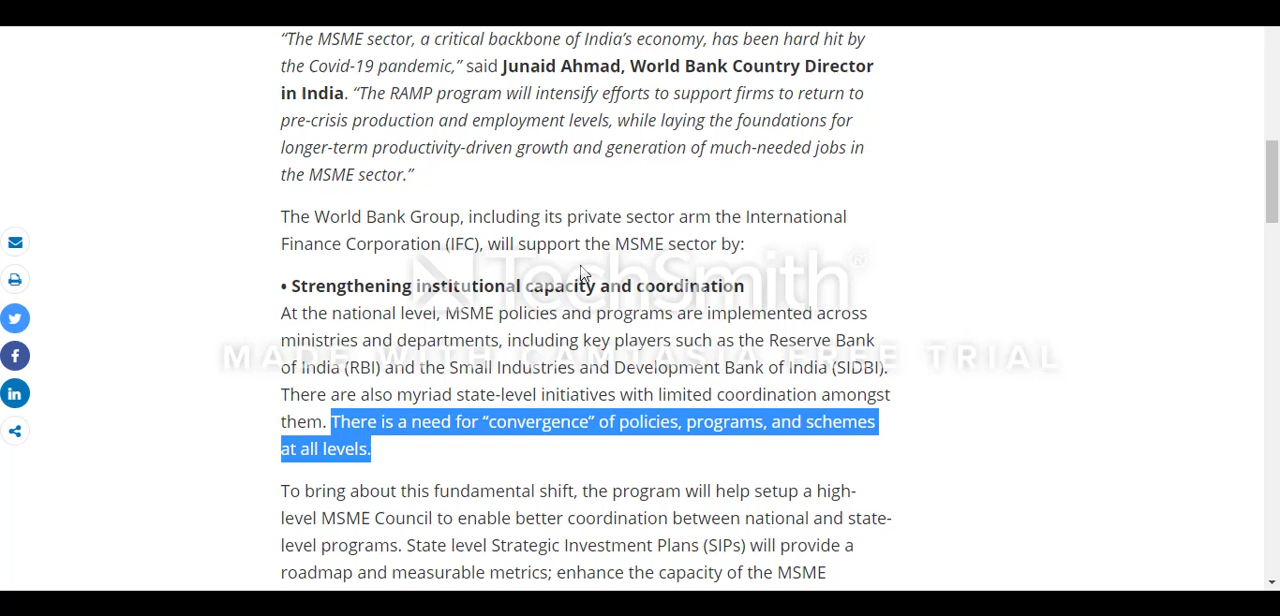 “The MSME sector, a critical backbone of India’s economy, has been hard hit by
the Covid-19 pandemic,” said Junaid Ahmad, World Bank Country Director
in India. “The RAMP program will intensify efforts to support firms to return to
pre-crisis production and employment levels, while laying the foundations for
longer-term productivity-driven growth and generation of much-needed jobs in
the MSME sector.”
The World Bank Group, including its private sector arm the International
Finance Corporation (IFC), will support the MSME sector by:
TechSmith®
• Strengthening institutional capacity and coordination
At the national level, MSME policies and programs are implemented across
ministries and departments, including key players such as the Reserve Bank
MADE WITH CAMTASIA FREE TRIAL
of India (RBI) and the Small Industries and Development Bank of India (SIDBI).
There are also myriad state-level initiatives with limited coordination amongst
them. There is a need for “convergence” of policies, programs, and schemes
at all levels.
To bring about this fundamental shift, the program will help setup a high-
level MSME Council to enable better coordination between national and state-
level programs. State level Strategic Investment Plans (SIPs) will provide a
roadmap and measurable metrics; enhance the capacity of the MSME